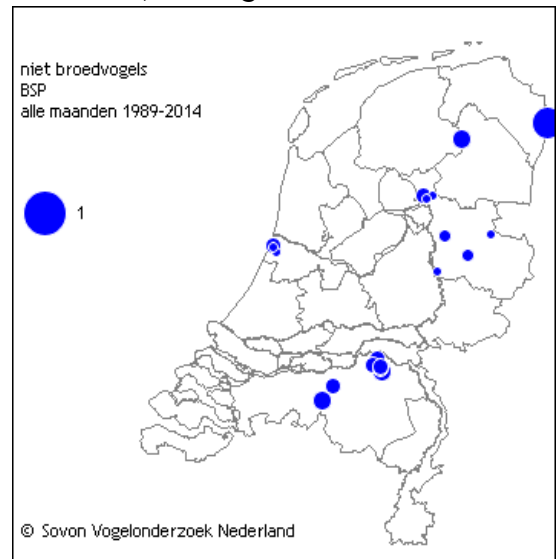 niet broedvogels
BSP
alle maanden 1989-2014
1
© Sovon Vogelonderzoek Nederland